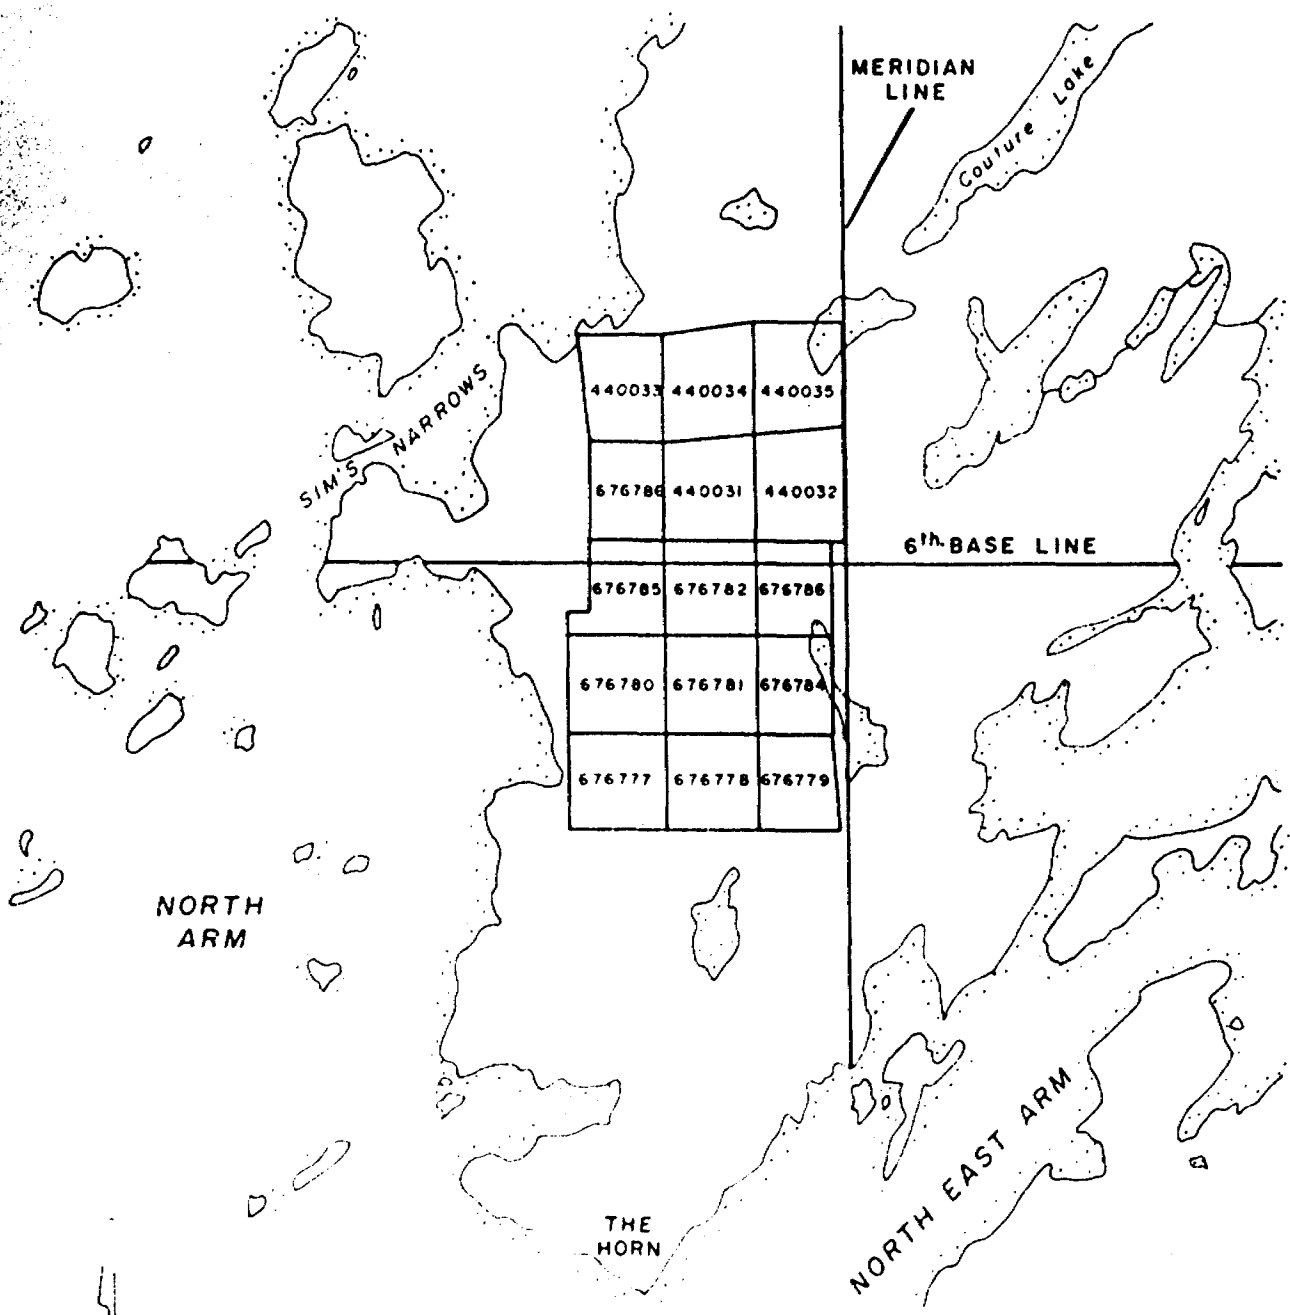 MERIDIAN
LINE
Couture Lake
440033 440034 440035
SIM'S NARROWS
676786 440031 440032
6th. BASE LINE
676785 676782 676786
676780 676781 676784
676777 676778 676779
NORTH
ARM
NORTH EAST ARM
THE
HORN